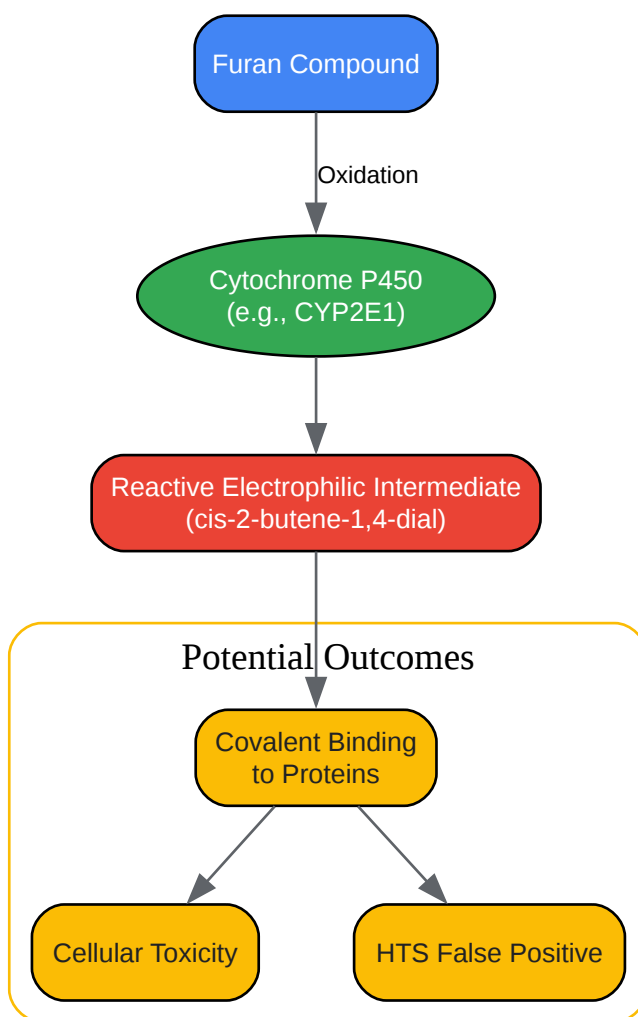 Furan Compound
Oxidation
Cytochrome P450
(e.g., CYP2E1)
Reactive Electrophilic Intermediate
(cis-2-butene-1,4-dial)
Potential Outcomes
Covalent Binding
to Proteins
Cellular Toxicity
HTS False Positive